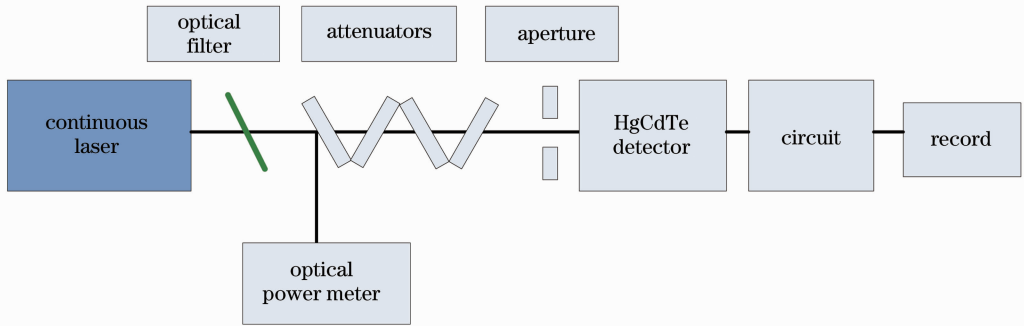 optical
filter
attenuators
aperture
continuous
laser
HgCdTe
detector
circuit
record
optical
power meter